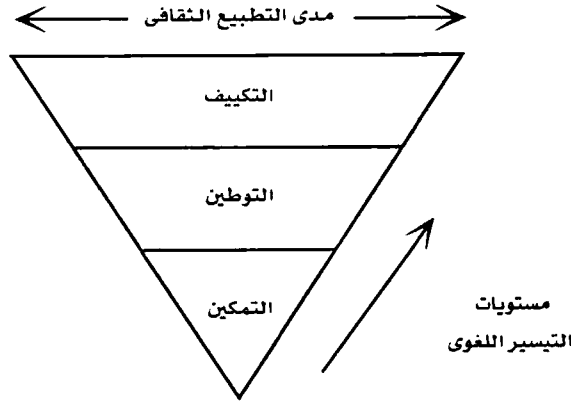 مدى التطبيع الثقافى
التكييف
التوطين
التمكين
مستويات
التيسير اللغوى